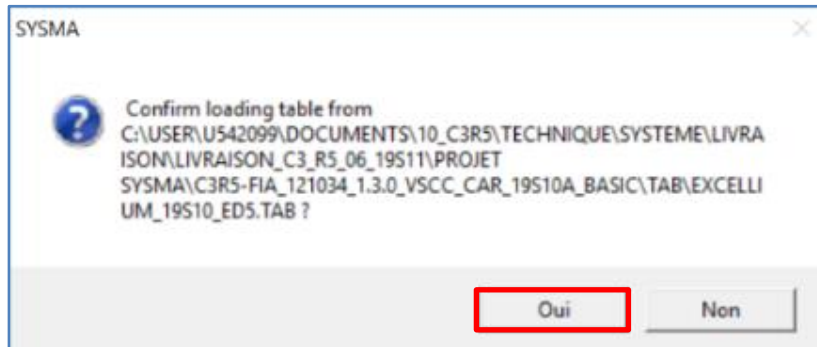 SYSMA
Confirm loading table from
C:\USER\U542099\DOCUMENTS\10_C3R5\TECHNIQUE\SYSTEME\LIVRA
ISON\LIVRAISON_C3_R5_06_19S11\PROJET
SYSMA\C3R5-FIA_121034_1.3.0_VSCC_CAR_19S10A_BASIC\TAB\EXCELLI
UM_19S10_ED5.TAB ?
Oui Non